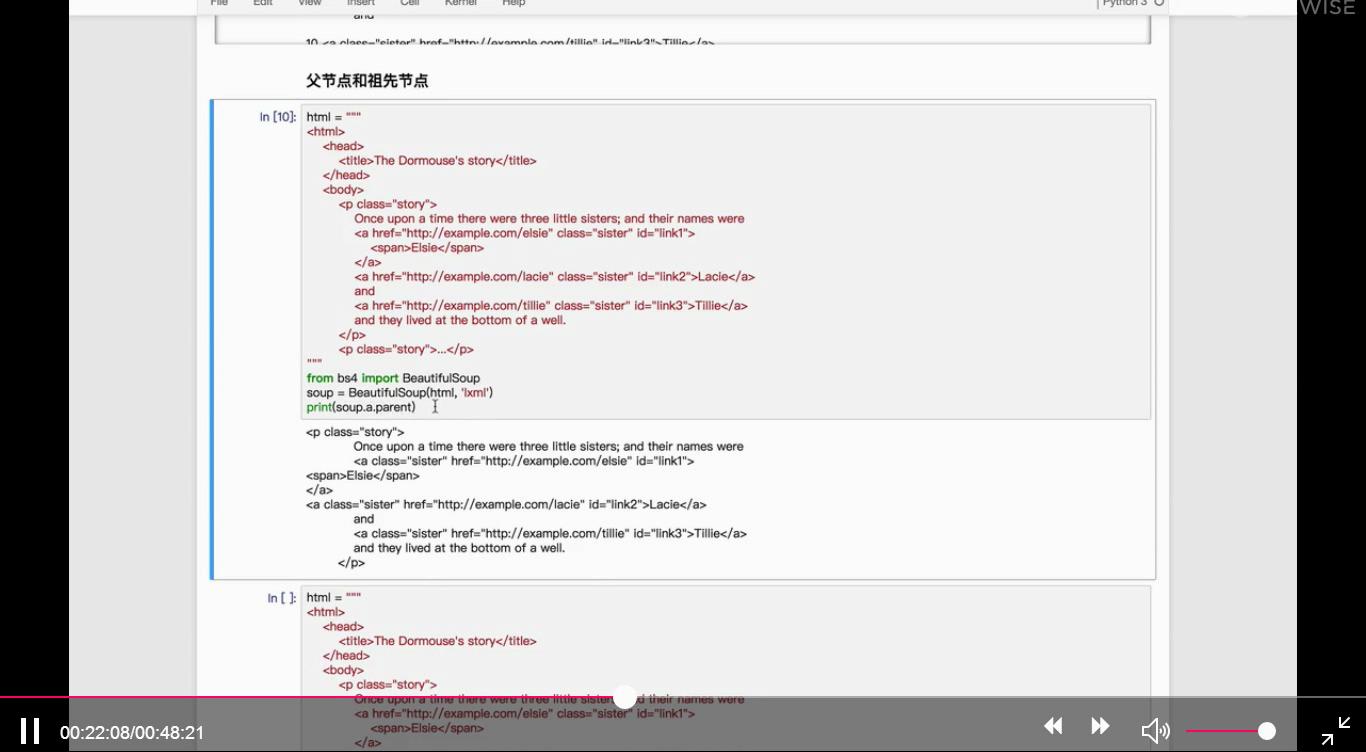 File Edit View Insert Cell Kernel Help | Python 3
WISE
and
10 <a class="sister" href="http://example.com/tillie" id="link3">Tillie</a>
父节点和祖先节点
In [10]: html = """
<html>
<head>
<title>The Dormouse's story</title>
</head>
<body>
<p class="story">
Once upon a time there were three little sisters; and their names were
<a href="http://example.com/elsie" class="sister" id="link1">
<span>Elsie</span>
</a>
<a href="http://example.com/lacie" class="sister" id="link2">Lacie</a>
and
<a href="http://example.com/tillie" class="sister" id="link3">Tillie</a>
and they lived at the bottom of a well.
</p>
<p class="story">...</p>
"""
from bs4 import BeautifulSoup
soup = BeautifulSoup(html, 'lxml')
print(soup.a.parent)
<p class="story">
Once upon a time there were three little sisters; and their names were
<a class="sister" href="http://example.com/elsie" id="link1">
<span>Elsie</span>
</a>
<a class="sister" href="http://example.com/lacie" id="link2">Lacie</a>
and
<a class="sister" href="http://example.com/tillie" id="link3">Tillie</a>
and they lived at the bottom of a well.
</p>
In [ ]: html = """
<html>
<head>
<title>The Dormouse's story</title>
</head>
<body>
<p class="story">
Once upon a time there were three little sisters; and their names were
<a href="http://example.com/elsie" class="sister" id="link1">
<span>Elsie</span>
</a>
00:22:08/00:48:21